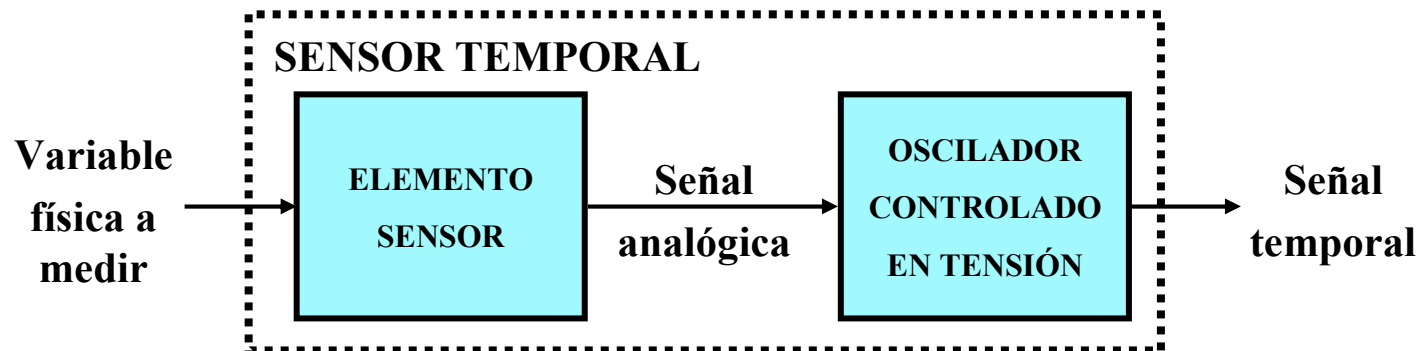 SENSOR TEMPORAL
Variable
física a
medir
ELEMENTO
SENSOR
Señal
analógica
OSCILADOR
CONTROLADO
EN TENSIÓN
Señal
temporal